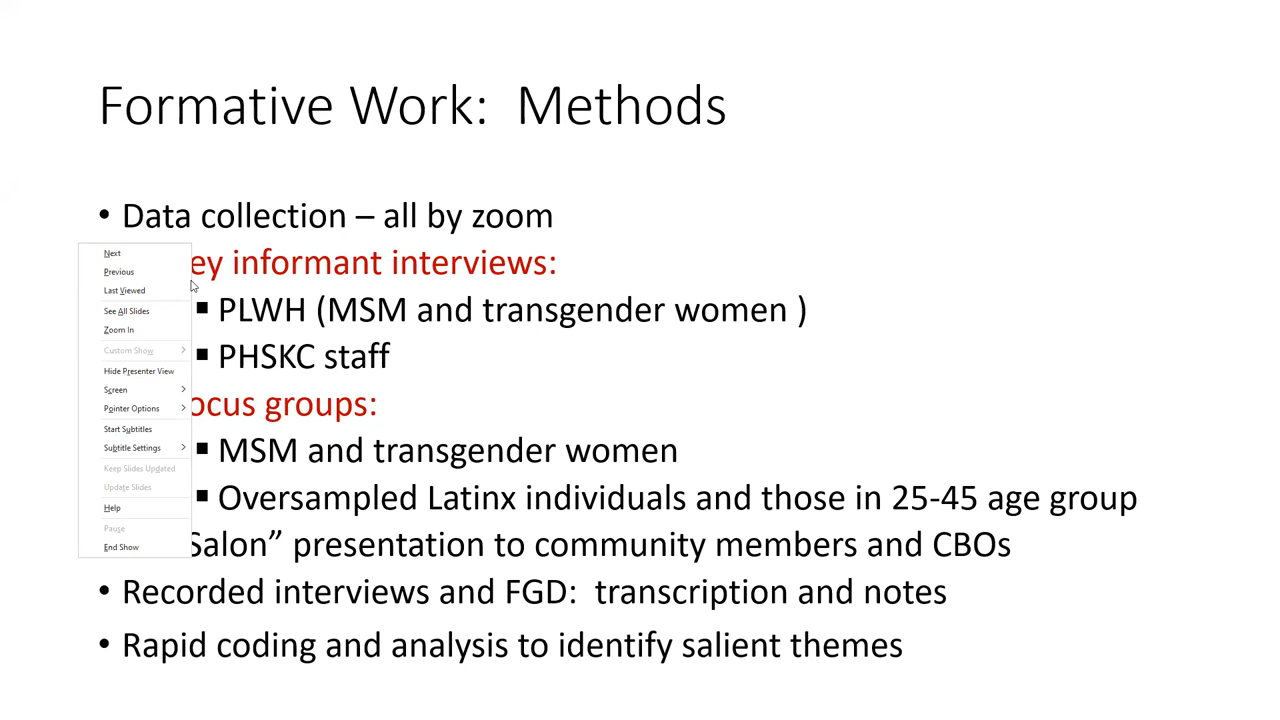 Formative Work: Methods
• Data collection – all by zoom
ey informant interviews:
▪ PLWH (MSM and transgender women )
▪ PHSKC staff
ocus groups:
▪ MSM and transgender women
▪ Oversampled Latinx individuals and those in 25-45 age group
Salon” presentation to community members and CBOs
• Recorded interviews and FGD: transcription and notes
• Rapid coding and analysis to identify salient themes
Next
Previous
Last Viewed
See All Slides
Zoom In
Custom Show
Hide Presenter View
Screen
Pointer Options
Start Subtitles
Subtitle Settings
Keep Slides Updated
Update Slides
Help
Pause
End Show